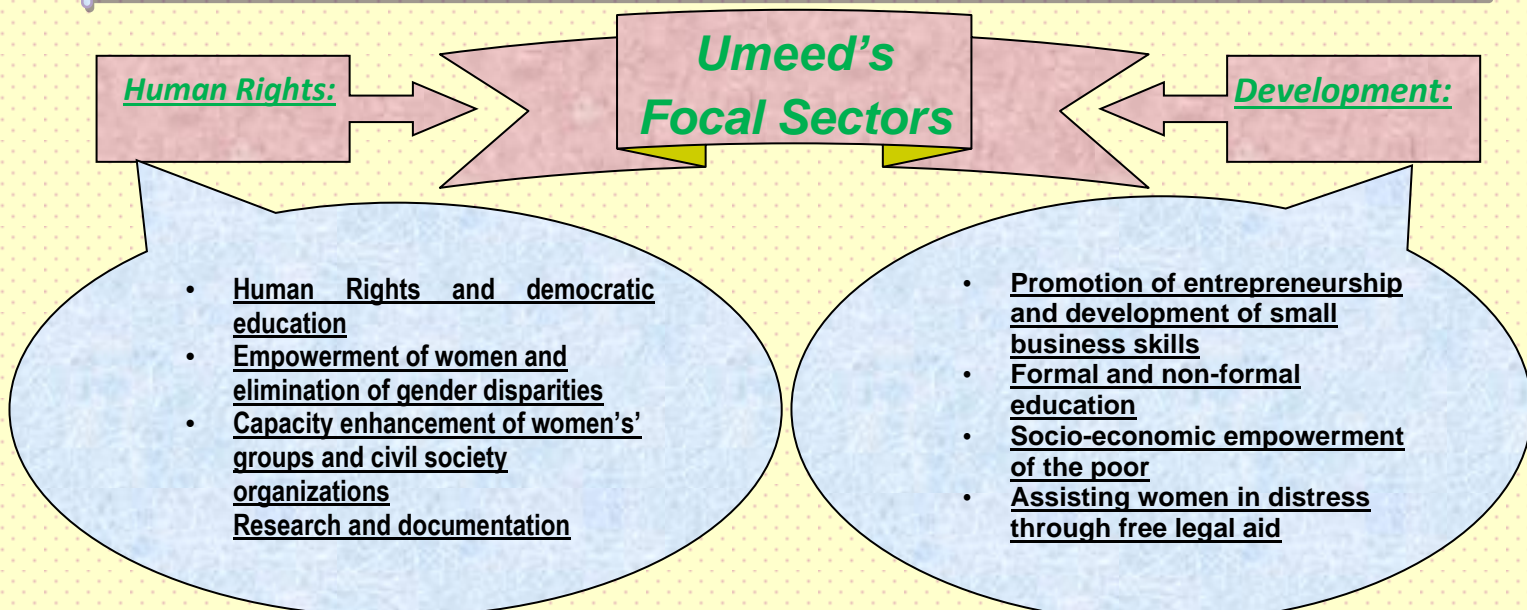 Umeed's
Focal Sectors
Human Rights:
Development:
• Human Rights and democratic
education
• Empowerment of women and
elimination of gender disparities
• Capacity enhancement of women's'
groups and civil society
organizations
Research and documentation
• Promotion of entrepreneurship
and development of small
business skills
• Formal and non-formal
education
• Socio-economic empowerment
of the poor
• Assisting women in distress
through free legal aid